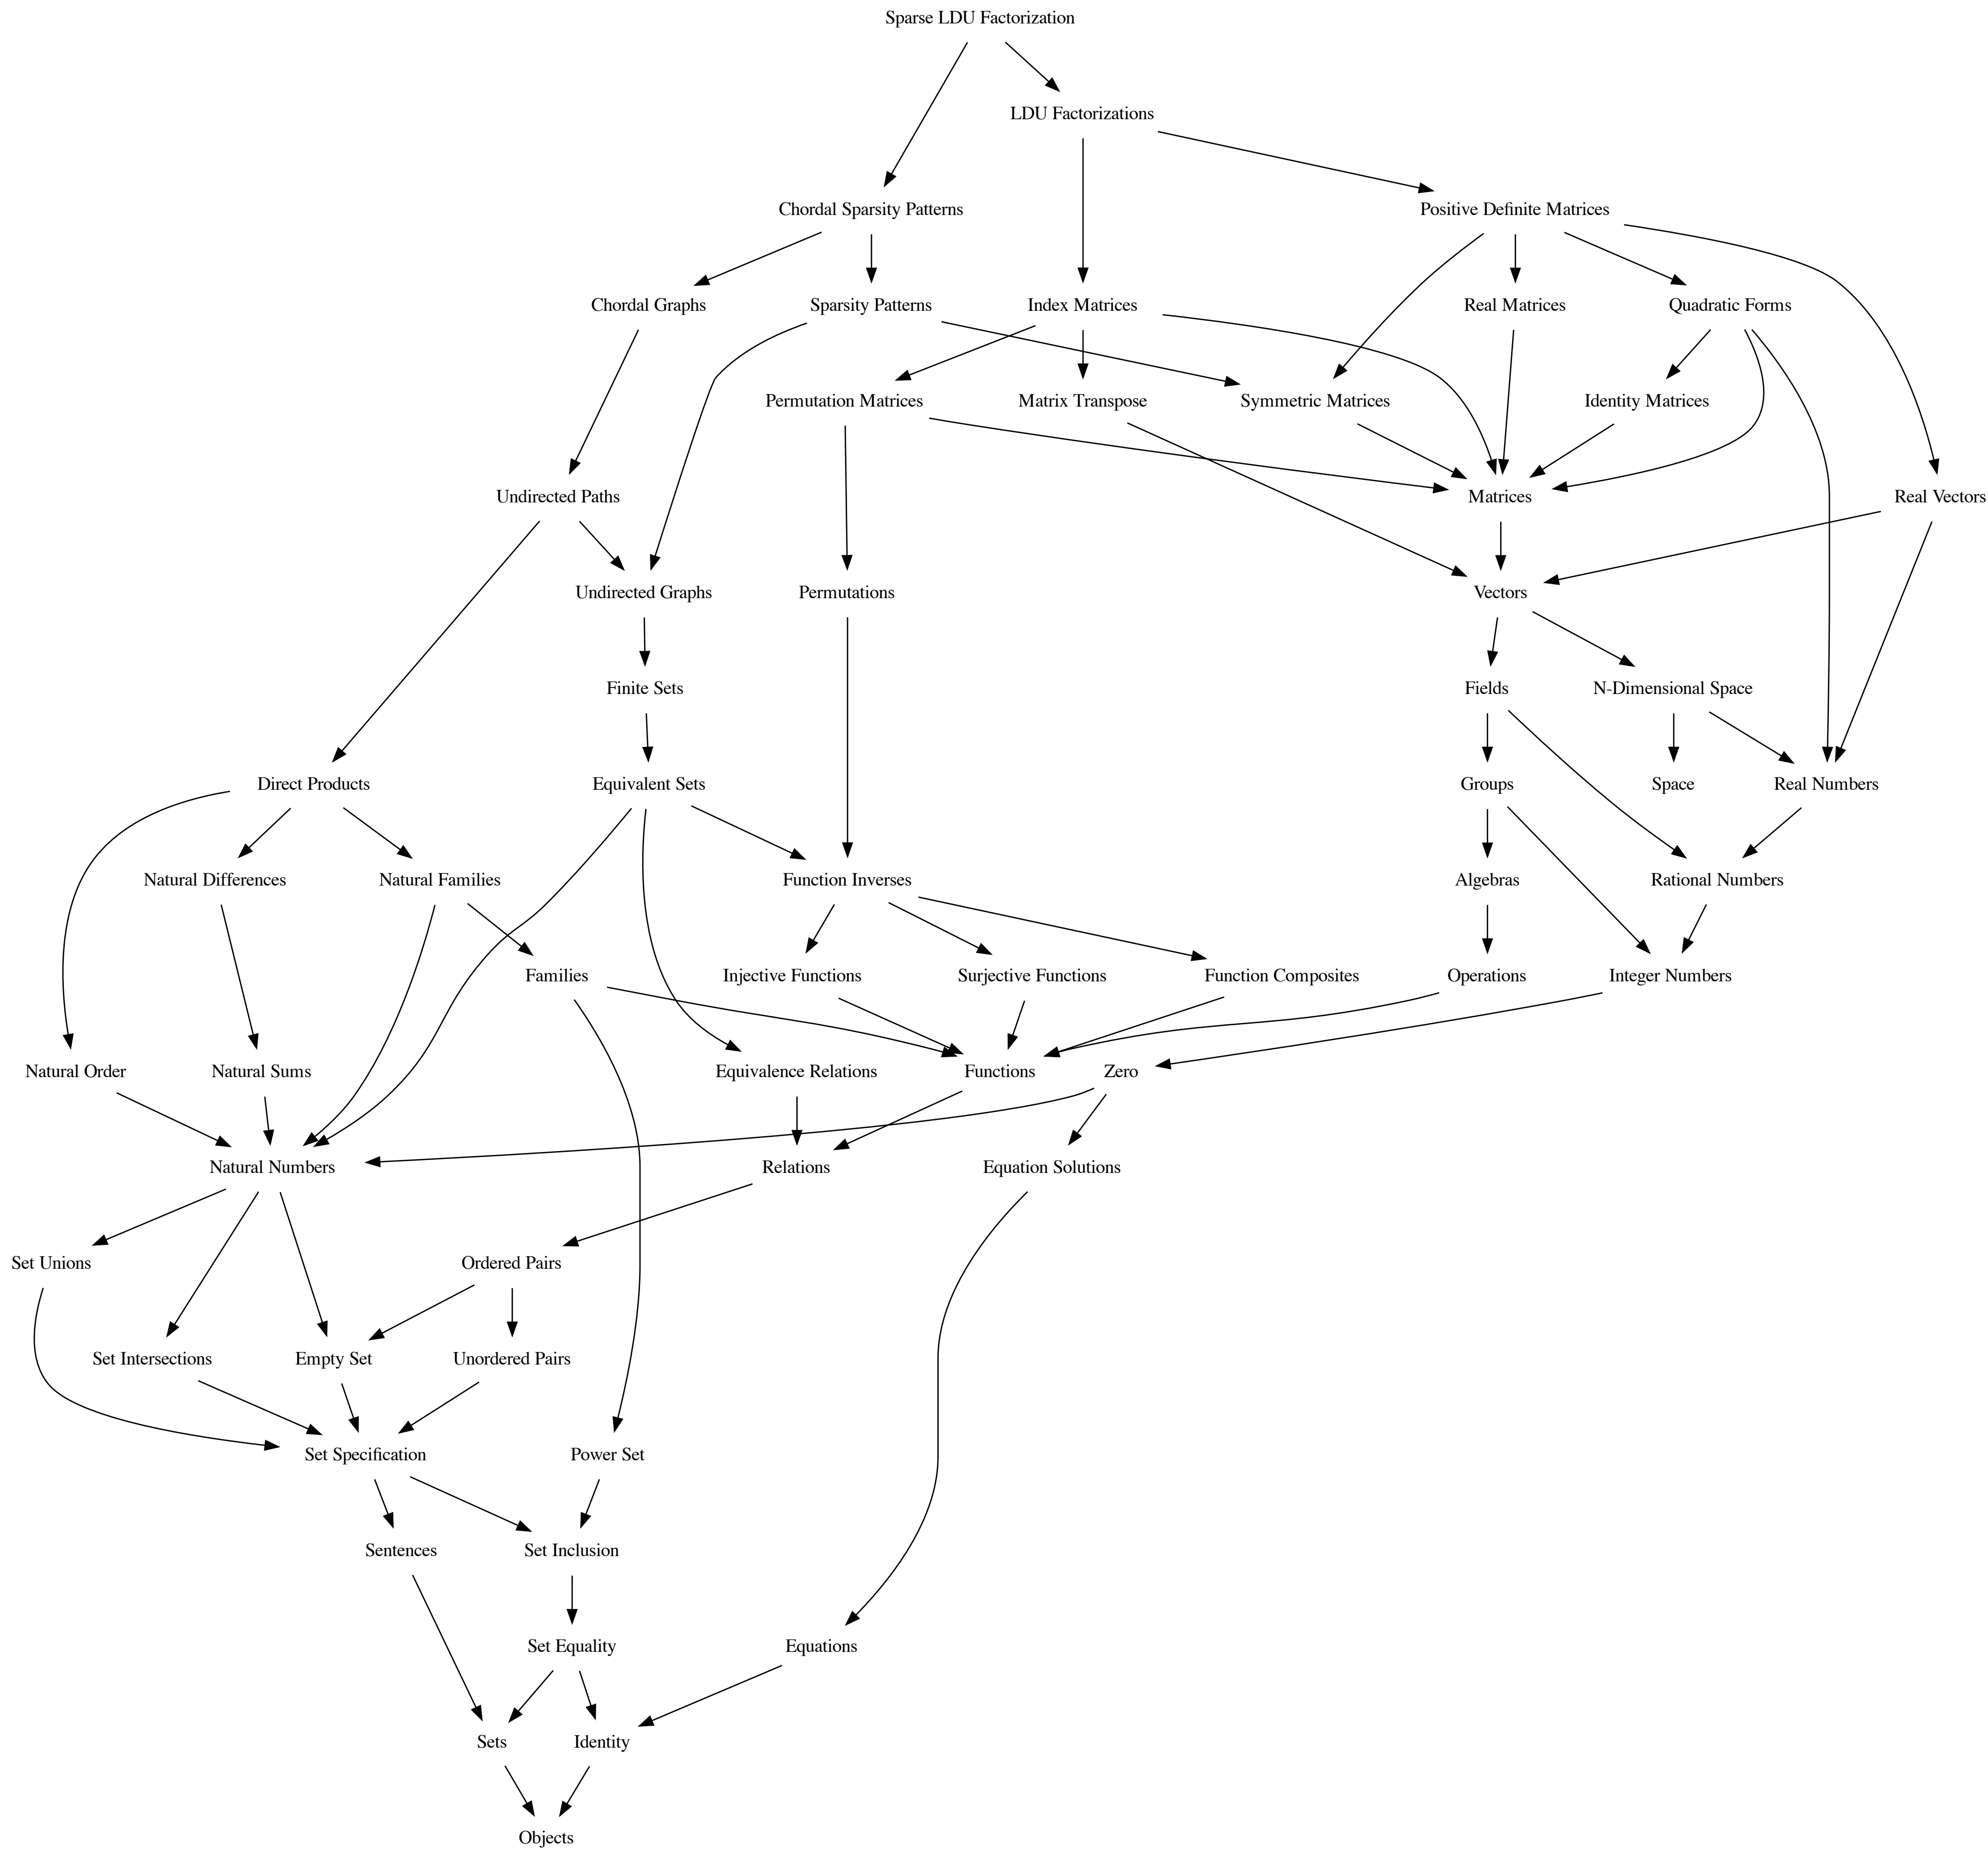 Sparse LDU Factorization
LDU Factorizations
Chordal Sparsity Patterns
Positive Definite Matrices
Chordal Graphs
Sparsity Patterns
Index Matrices
Real Matrices
Quadratic Forms
Permutation Matrices
Matrix Transpose
Symmetric Matrices
Identity Matrices
Undirected Paths
Matrices
Real Vectors
Undirected Graphs
Permutations
Vectors
Finite Sets
Fields
N-Dimensional Space
Direct Products
Equivalent Sets
Groups
Space
Real Numbers
Natural Differences
Natural Families
Function Inverses
Algebras
Rational Numbers
Families
Injective Functions
Surjective Functions
Function Composites
Operations
Integer Numbers
Natural Order
Natural Sums
Equivalence Relations
Functions
Zero
Natural Numbers
Relations
Equation Solutions
Set Unions
Ordered Pairs
Set Intersections
Empty Set
Unordered Pairs
Set Specification
Power Set
Sentences
Set Inclusion
Set Equality
Equations
Sets
Identity
Objects